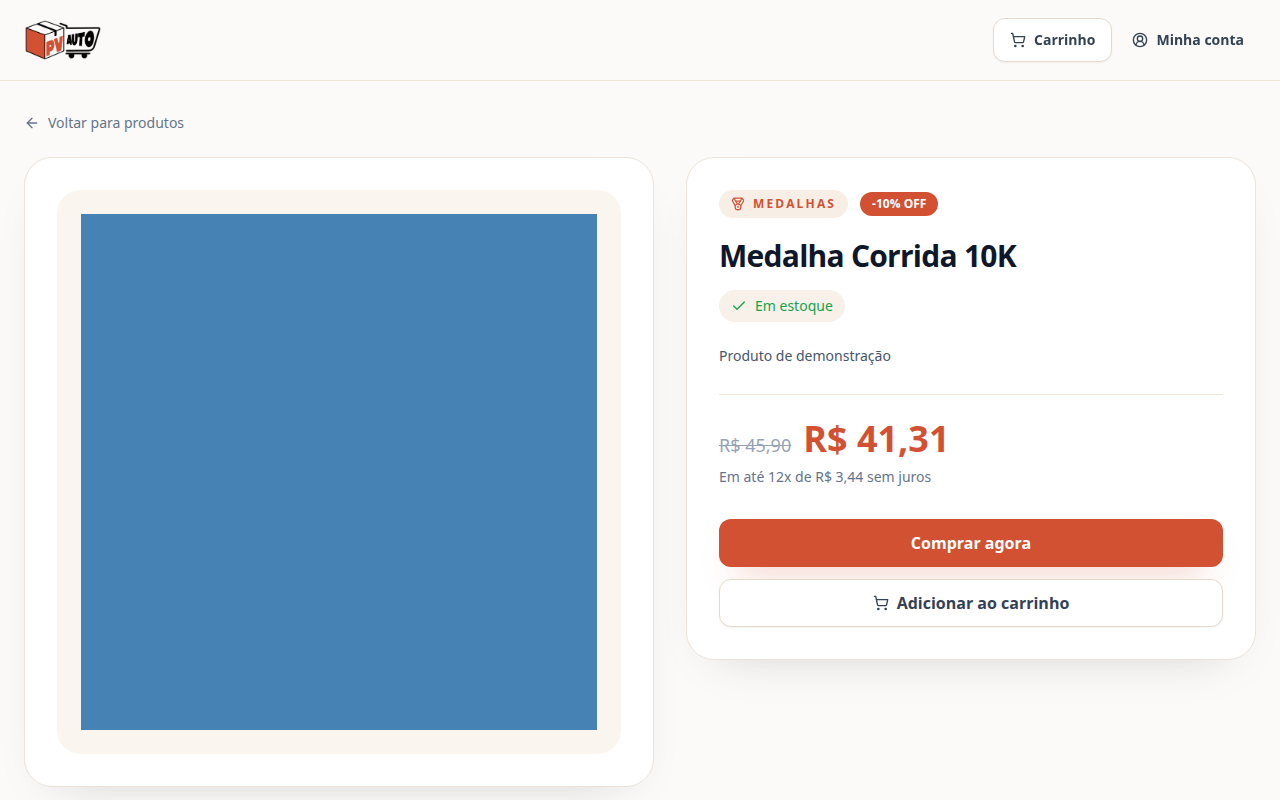 PV AUTO
Carrinho
Minha conta
Voltar para produtos
MEDALHAS
-10% OFF
Medalha Corrida 10K
Em estoque
Produto de demonstração
R$ 45,90 R$ 41,31
Em até 12x de R$ 3,44 sem juros
Comprar agora
Adicionar ao carrinho